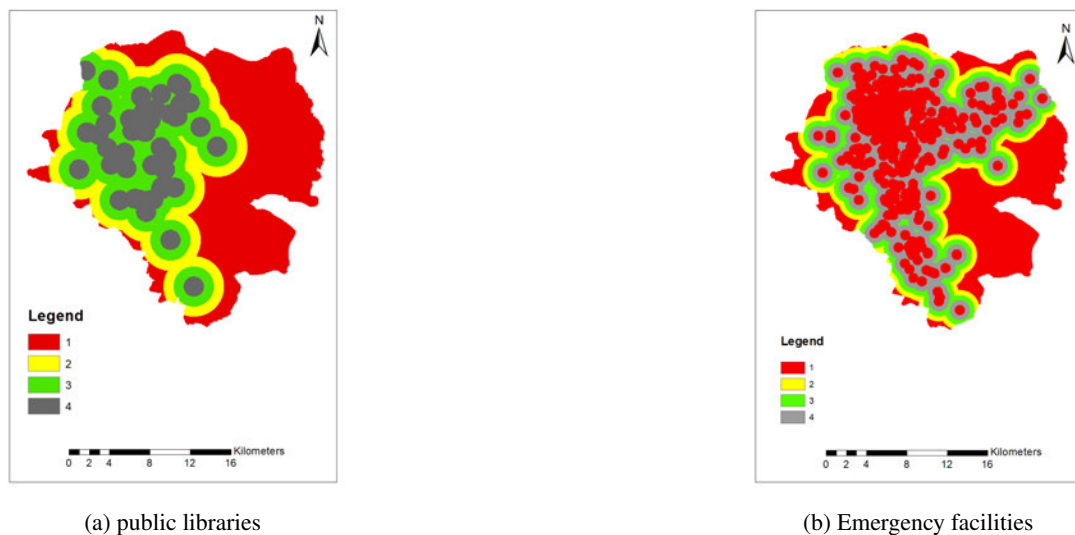 N
Legend
1
2
3
4
Kilometers
0 2 4 8 12 16
(a) public libraries
N
Legend
1
2
3
4
Kilometers
0 2 4 8 12 16
(b) Emergency facilities